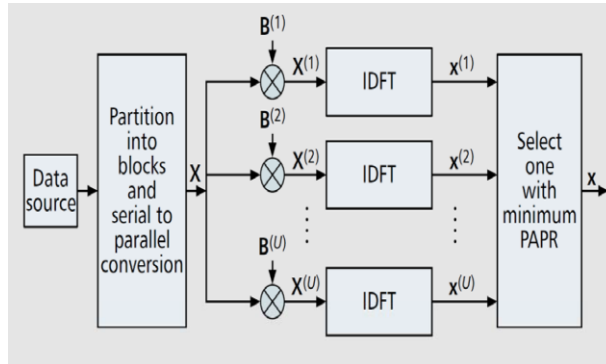 Data
source
Partition
into
blocks
and
serial to
parallel
conversion
X
B(1)
X(1)
IDFT
x(1)
B(2)
X(2)
IDFT
x(2)
B(U)
X(U)
IDFT
x(U)
Select
one
with
minimum
PAPR
x